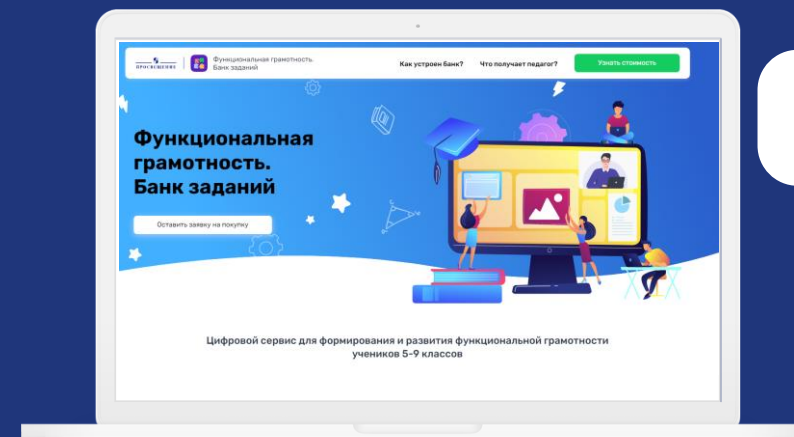 ПРОСВЕЩЕНИЕ
Функциональная грамотность.
Банк заданий
Как устроен банк?
Что получает педагог?
Узнать стоимость
Функциональная
грамотность.
Банк заданий
Оставить заявку на покупку
Цифровой сервис для формирования и развития функциональной грамотности
учеников 5-9 классов